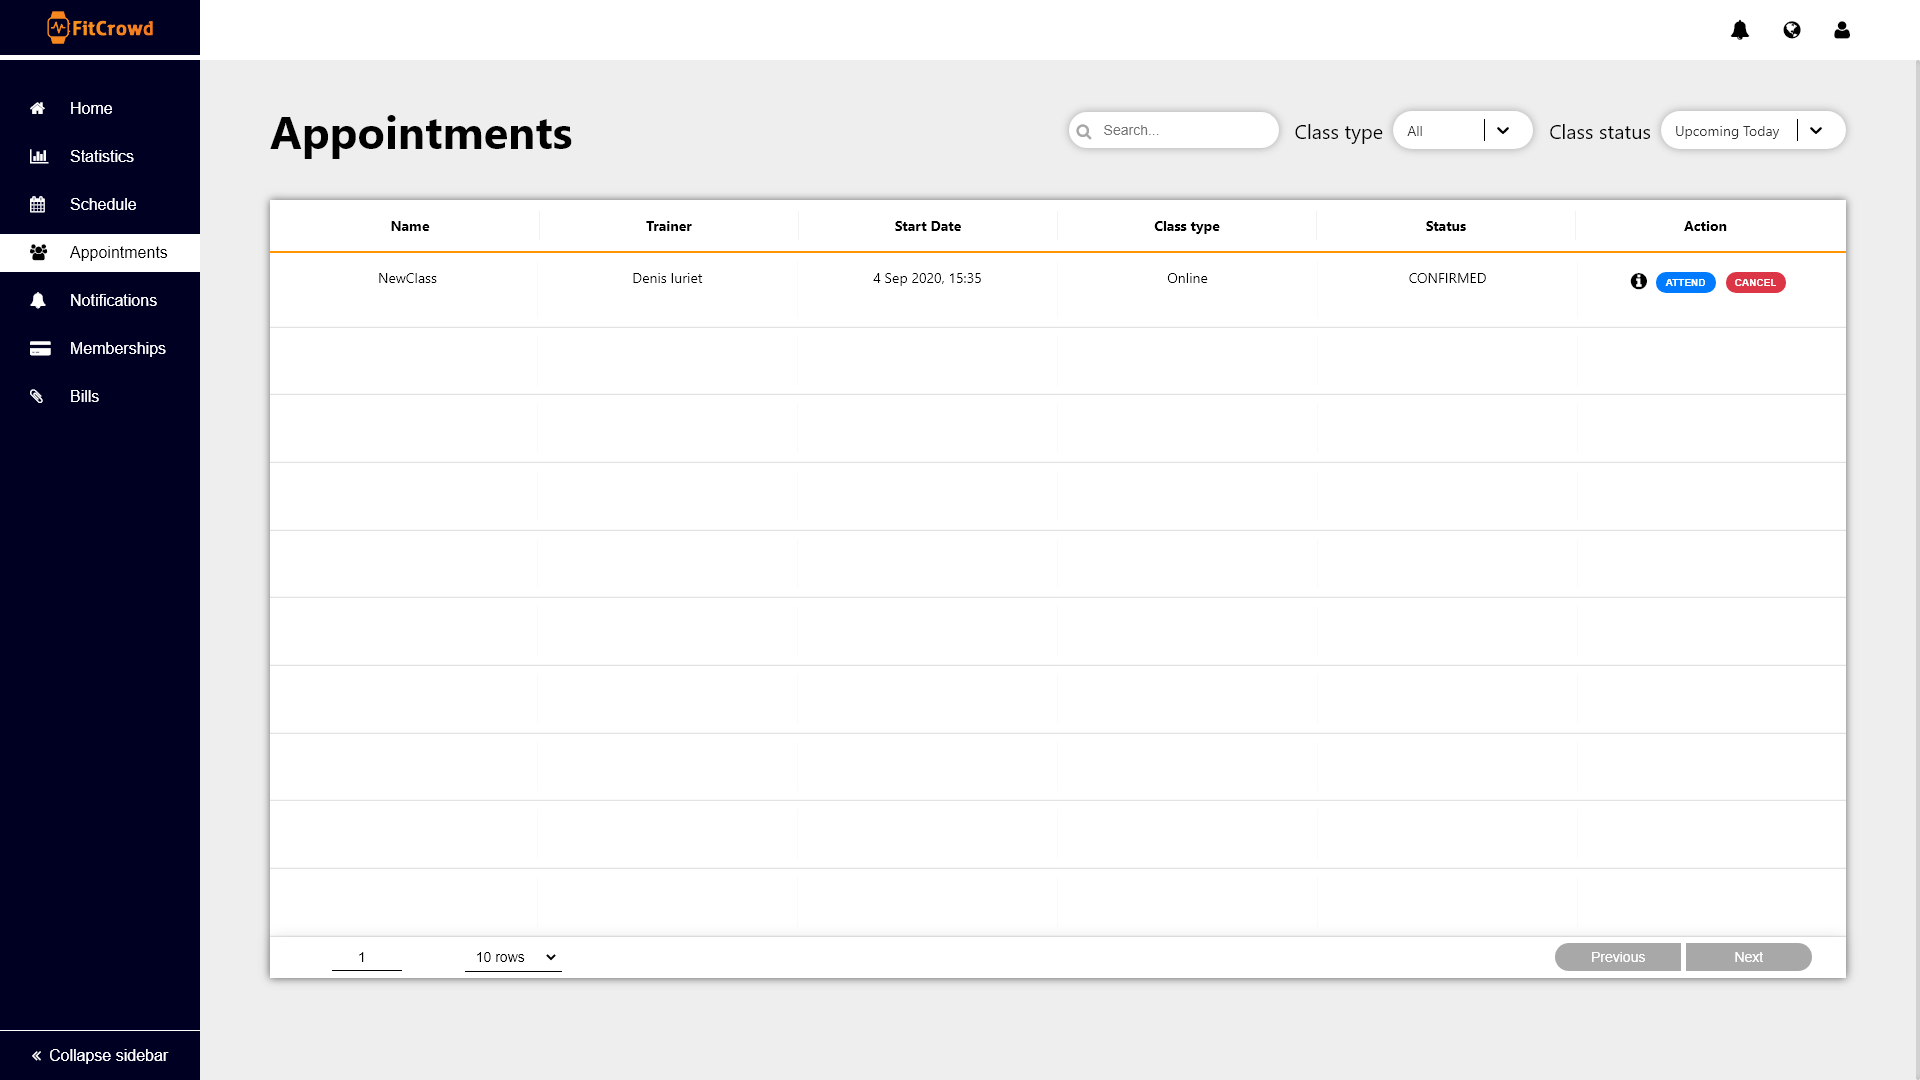 FitCrowd
Home
Statistics
Schedule
Appointments
Notifications
Memberships
Bills
Collapse sidebar
Appointments
Search...
Class type
All
Class status
Upcoming Today
Name Trainer Start Date Class type Status Action
NewClass Denis Iuriet 4 Sep 2020, 15:35 Online CONFIRMED ATTEND CANCEL
1 10 rows Previous Next